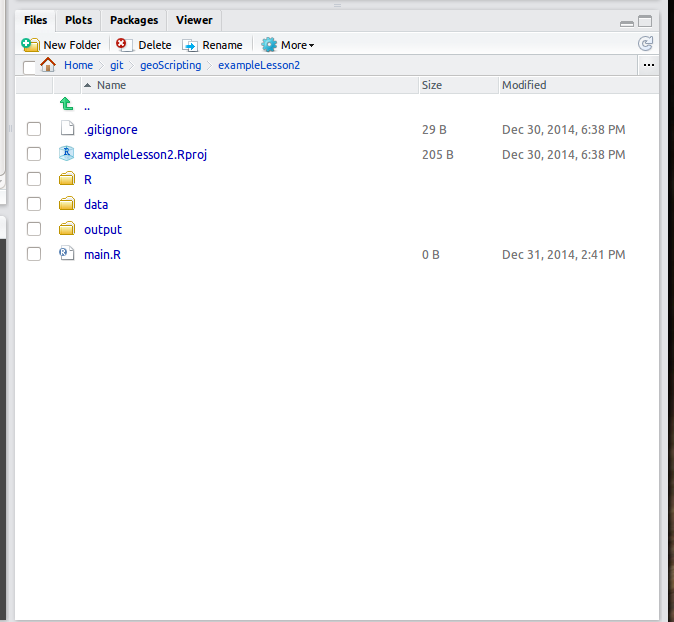 Files Plots Packages Viewer
New Folder Delete Rename More
Home git geoScripting exampleLesson2 ...
Name Size Modified
..
.gitignore 29 B Dec 30, 2014, 6:38 PM
R exampleLesson2.Rproj 205 B Dec 30, 2014, 6:38 PM
R
data
output
R main.R 0 B Dec 31, 2014, 2:41 PM